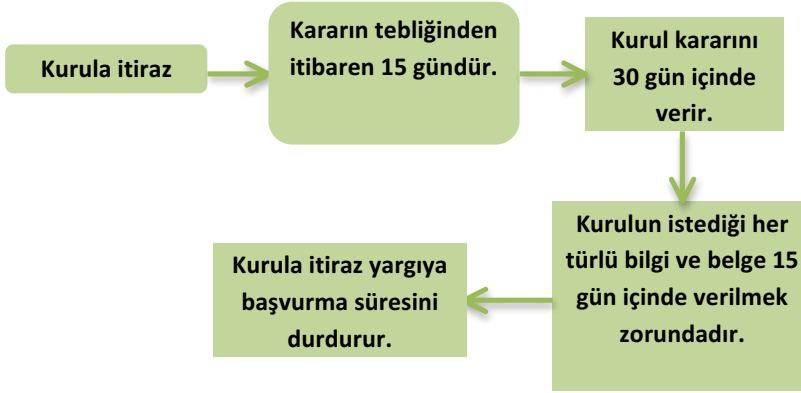 Kurula itiraz
Kararın tebliğinden
itibaren 15 gündür.
Kurul kararını
30 gün içinde
verir.
Kurulun istediği her
türlü bilgi ve belge 15
gün içinde verilmek
zorundadır.
Kurula itiraz yargıya
başvurma süresini
durdurur.